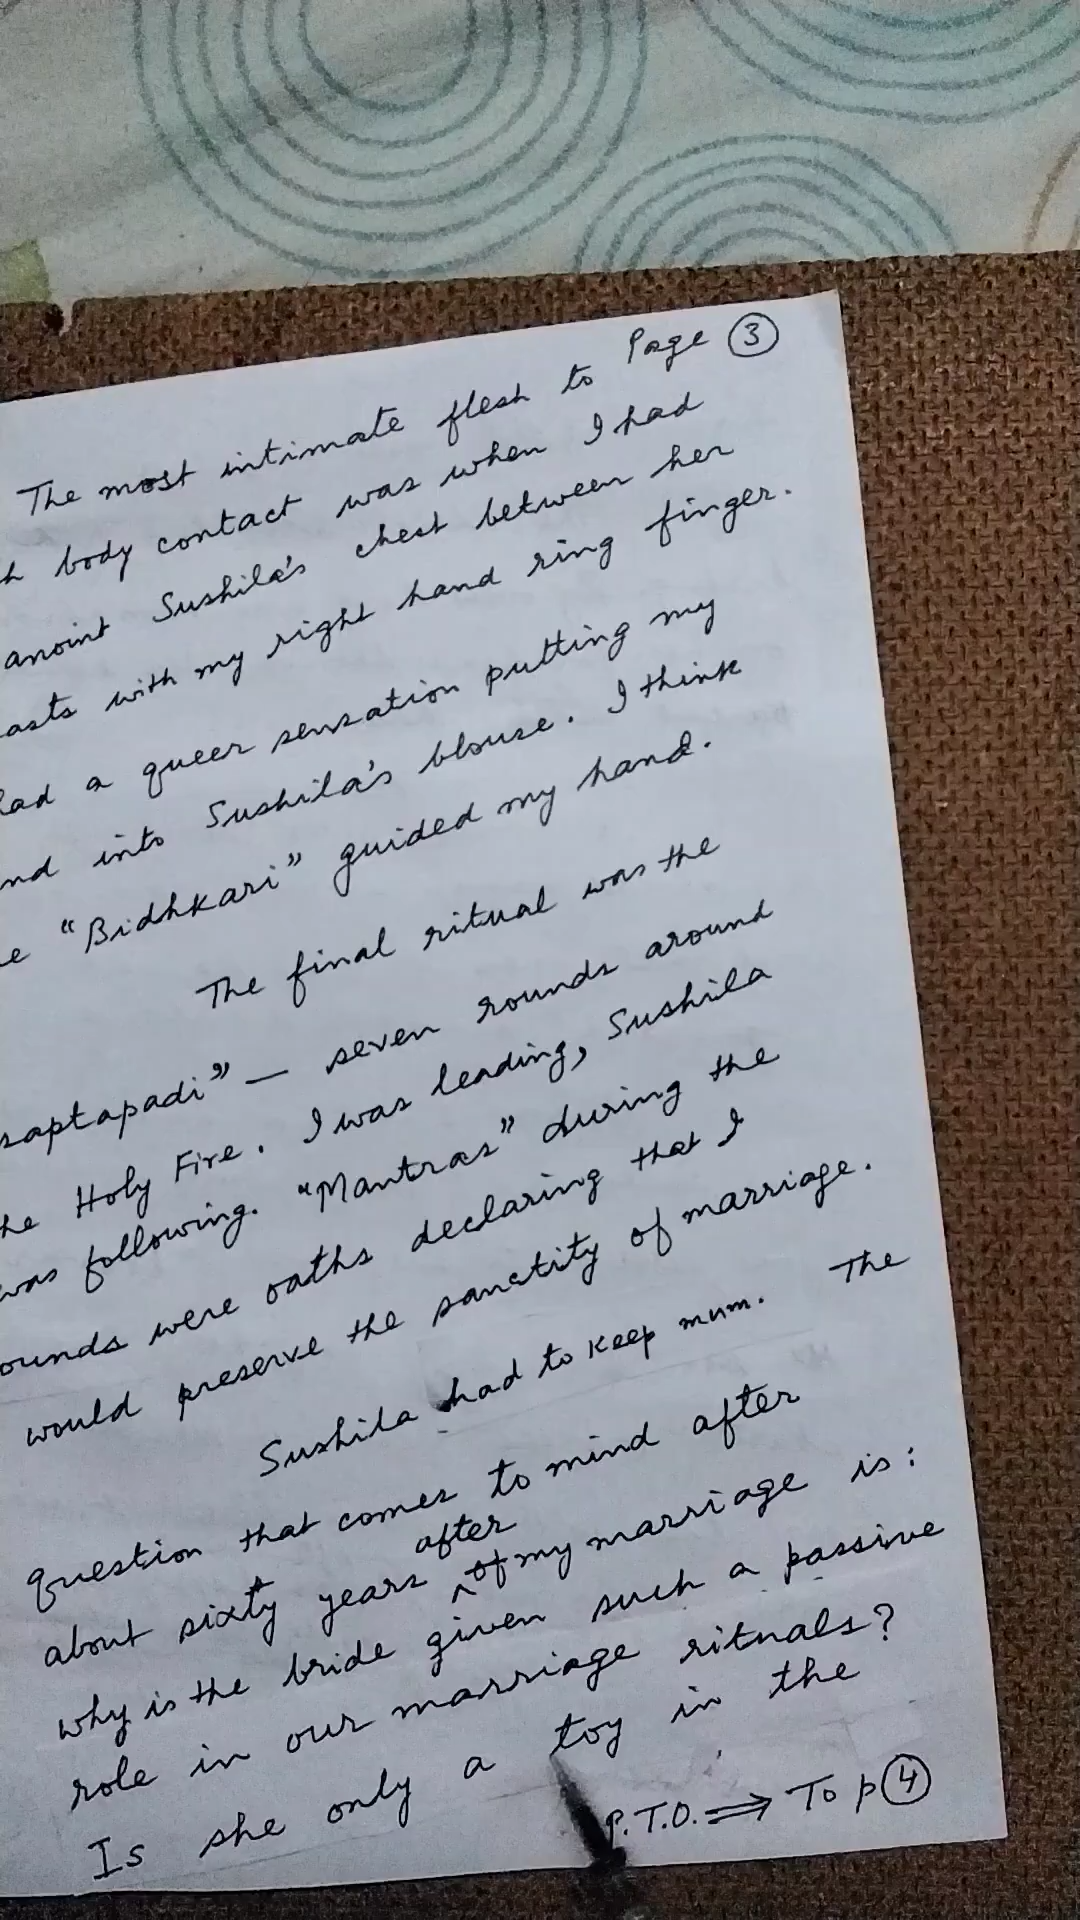 Page 3
The most intimate flesh to
h body contact was when I had
anoint Sushila's chest between her
asts with my right hand ring finger.
had a queer sensation putting my
nd into Sushila's blouse. I think
e "Bidhkari" guided my hand.
The final ritual was the
saptapadi" — seven rounds around
he Holy Fire. I was leading, Sushila
was following. "Mantras" during the
ounds were oaths declaring that I
would preserve the sanctity of marriage.
Sushila had to keep mum. The
question that comes to mind after
about sixty years after of my marriage is:
why is the bride given such a passive
role in our marriage rituals?
Is she only a toy in the
P.T.O. ⟹ To p 4